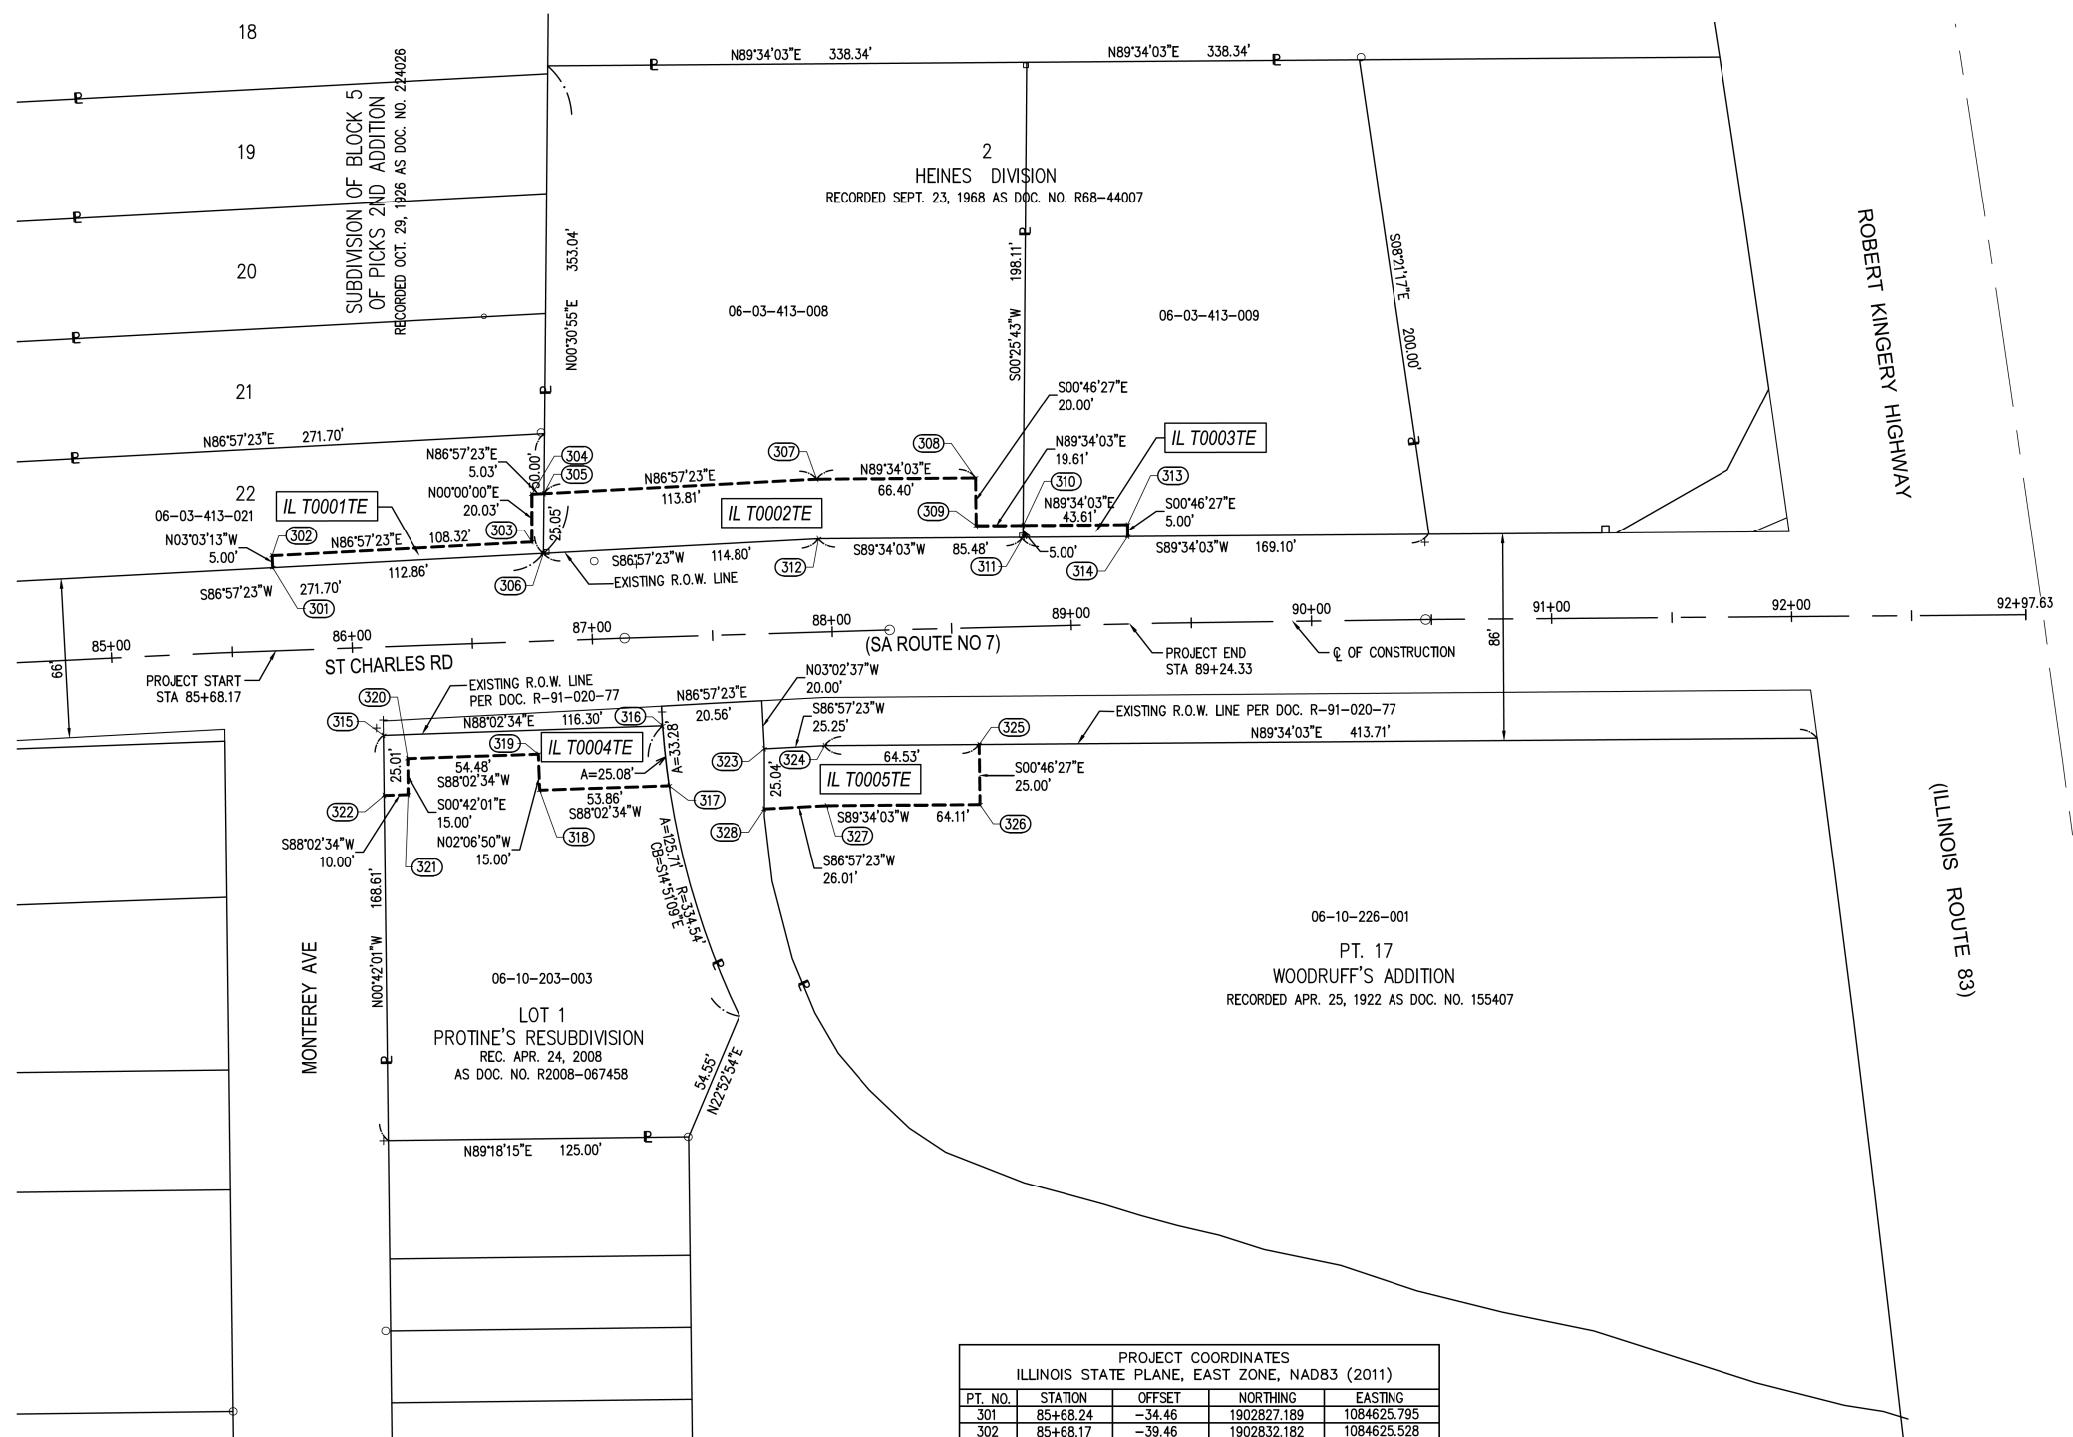 18
19
20
21
22
SUBDIVISION OF BLOCK 5
OF PICKS 2ND ADDITION
RECORDED OCT. 29, 1926 AS DOC. NO. 224026
N89°34'03"E 338.34'
N89°34'03"E 338.34'
2
HEINES DIVISION
RECORDED SEPT. 23, 1968 AS DOC. NO. R68-44007
N00°30'55"E 353.04'
S00°25'43"W 198.11'
S08°21'17"E 200.00'
06-03-413-008
06-03-413-009
ROBERT KINGERY HIGHWAY
N86°57'23"E 271.70'
N86°57'23"E
5.03'
50.00'
304
305
N00°00'00"E
20.03'
303
25.05'
IL T0001TE
06-03-413-021
N03°03'13"W
5.00'
302
N86°57'23"E 108.32'
112.86'
S86°57'23"W 271.70'
301
306
N86°57'23"E
113.81'
IL T0002TE
307
308
N89°34'03"E
66.40'
S00°46'27"E
20.00'
N89°34'03"E
19.61'
309
310
IL T0003TE
N89°34'03"E
43.61'
313
S00°46'27"E
5.00'
S86°57'23"W 114.80'
EXISTING R.O.W. LINE
312
S89°34'03"W 85.48'
311
5.00'
314
S89°34'03"W 169.10'
66'
86'
85+00
86+00
87+00
88+00
89+00
90+00
91+00
92+00
92+97.63
ST CHARLES RD
(SA ROUTE NO 7)
PROJECT START
STA 85+68.17
PROJECT END
STA 89+24.33
℄ OF CONSTRUCTION
320
315
EXISTING R.O.W. LINE
PER DOC. R-91-020-77
N88°02'34"E 116.30'
316
N86°57'23"E
20.56'
N03°02'37"W
20.00'
S86°57'23"W
25.25'
EXISTING R.O.W. LINE PER DOC. R-91-020-77
N89°34'03"E 413.71'
319
IL T0004TE
A=33.28'
A=25.08'
25.01'
54.48'
S88°02'34"W
S00°42'01"E
15.00'
53.86'
S88°02'34"W
317
318
322
321
S88°02'34"W
10.00'
N02°06'50"W
15.00'
323
324
64.53'
325
25.04'
IL T0005TE
S00°46'27"E
25.00'
S89°34'03"W 64.11'
326
327
328
S86°57'23"W
26.01'
A=125.71' R=334.54'
CB=S14°51'09"E
N00°42'01"W 168.61'
MONTEREY AVE
06-10-203-003
LOT 1
PROTINE'S RESUBDIVISION
REC. APR. 24, 2008
AS DOC. NO. R2008-067458
54.55'
N22°52'54"E
N89°18'15"E 125.00'
06-10-226-001
PT. 17
WOODRUFF'S ADDITION
RECORDED APR. 25, 1922 AS DOC. NO. 155407
(ILLINOIS ROUTE 83)
PROJECT COORDINATES
ILLINOIS STATE PLANE, EAST ZONE, NAD83 (2011)
PT. NO. STATION OFFSET NORTHING EASTING
301 85+68.24 -34.46 1902827.189 1084625.795
302 85+68.17 -39.46 1902832.182 1084625.528